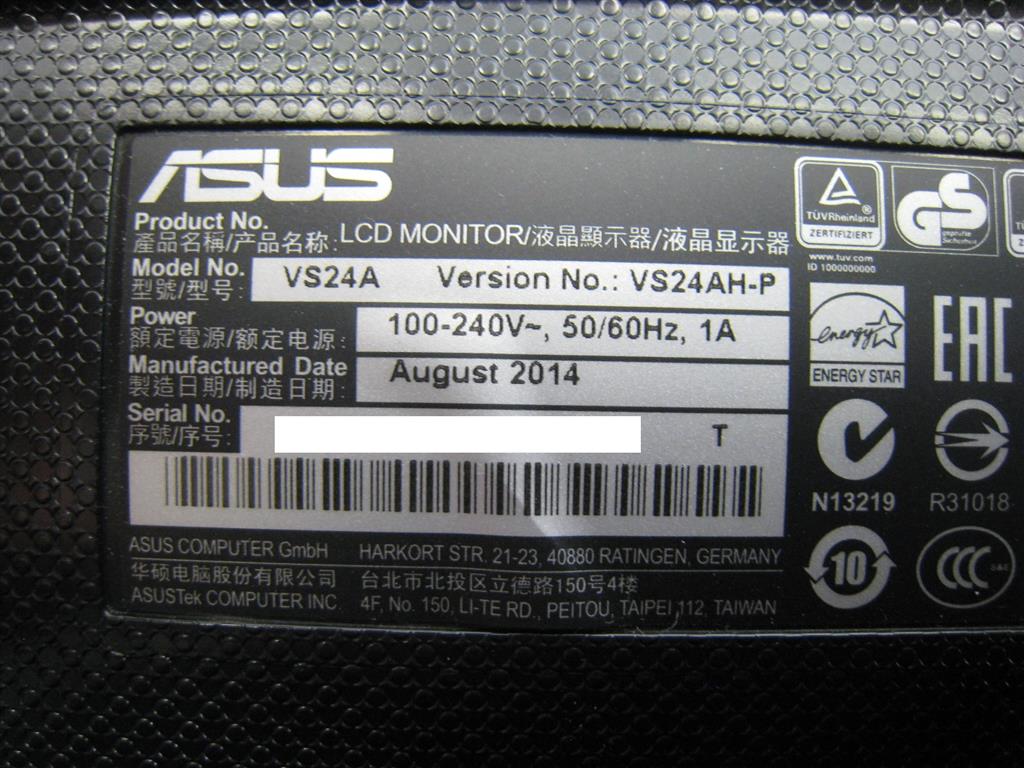 ASUS
Product No.
產品名稱/产品名称: LCD MONITOR/液晶顯示器/液晶显示器
Model No.
型號/型号: VS24A Version No.: VS24AH-P
Power
額定電源/额定电源: 100-240V~, 50/60Hz, 1A
Manufactured Date
製造日期/制造日期: August 2014
Serial No.
序號/序号: T
ASUS COMPUTER GmbH HARKORT STR. 21-23, 40880 RATINGEN, GERMANY
华硕电脑股份有限公司 台北市北投区立德路150号4楼
ASUSTek COMPUTER INC. 4F, No. 150, LI-TE RD., PEITOU, TAIPEI 112, TAIWAN
TÜVRheinland®
ZERTIFIZIERT
www.tuv.com
ID 1000000000
GS
geprüfte
Sicherheit
energy
ENERGY STAR
EAC
N13219
R31018
10
CCC
S&E